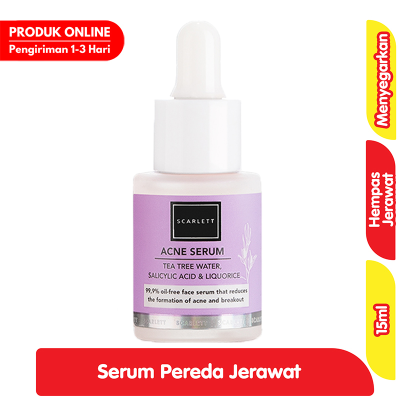 PRODUK ONLINE
Pengiriman 1-3 Hari
Menyegarkan
Hempas
Jerawat
15ml
SCARLETT
ACNE SERUM
TEA TREE WATER,
SALICYLIC ACID & LIQUORICE
99,9% oil-free face serum that reduces
the formation of acne and breakout
SCARLETT
Serum Pereda Jerawat